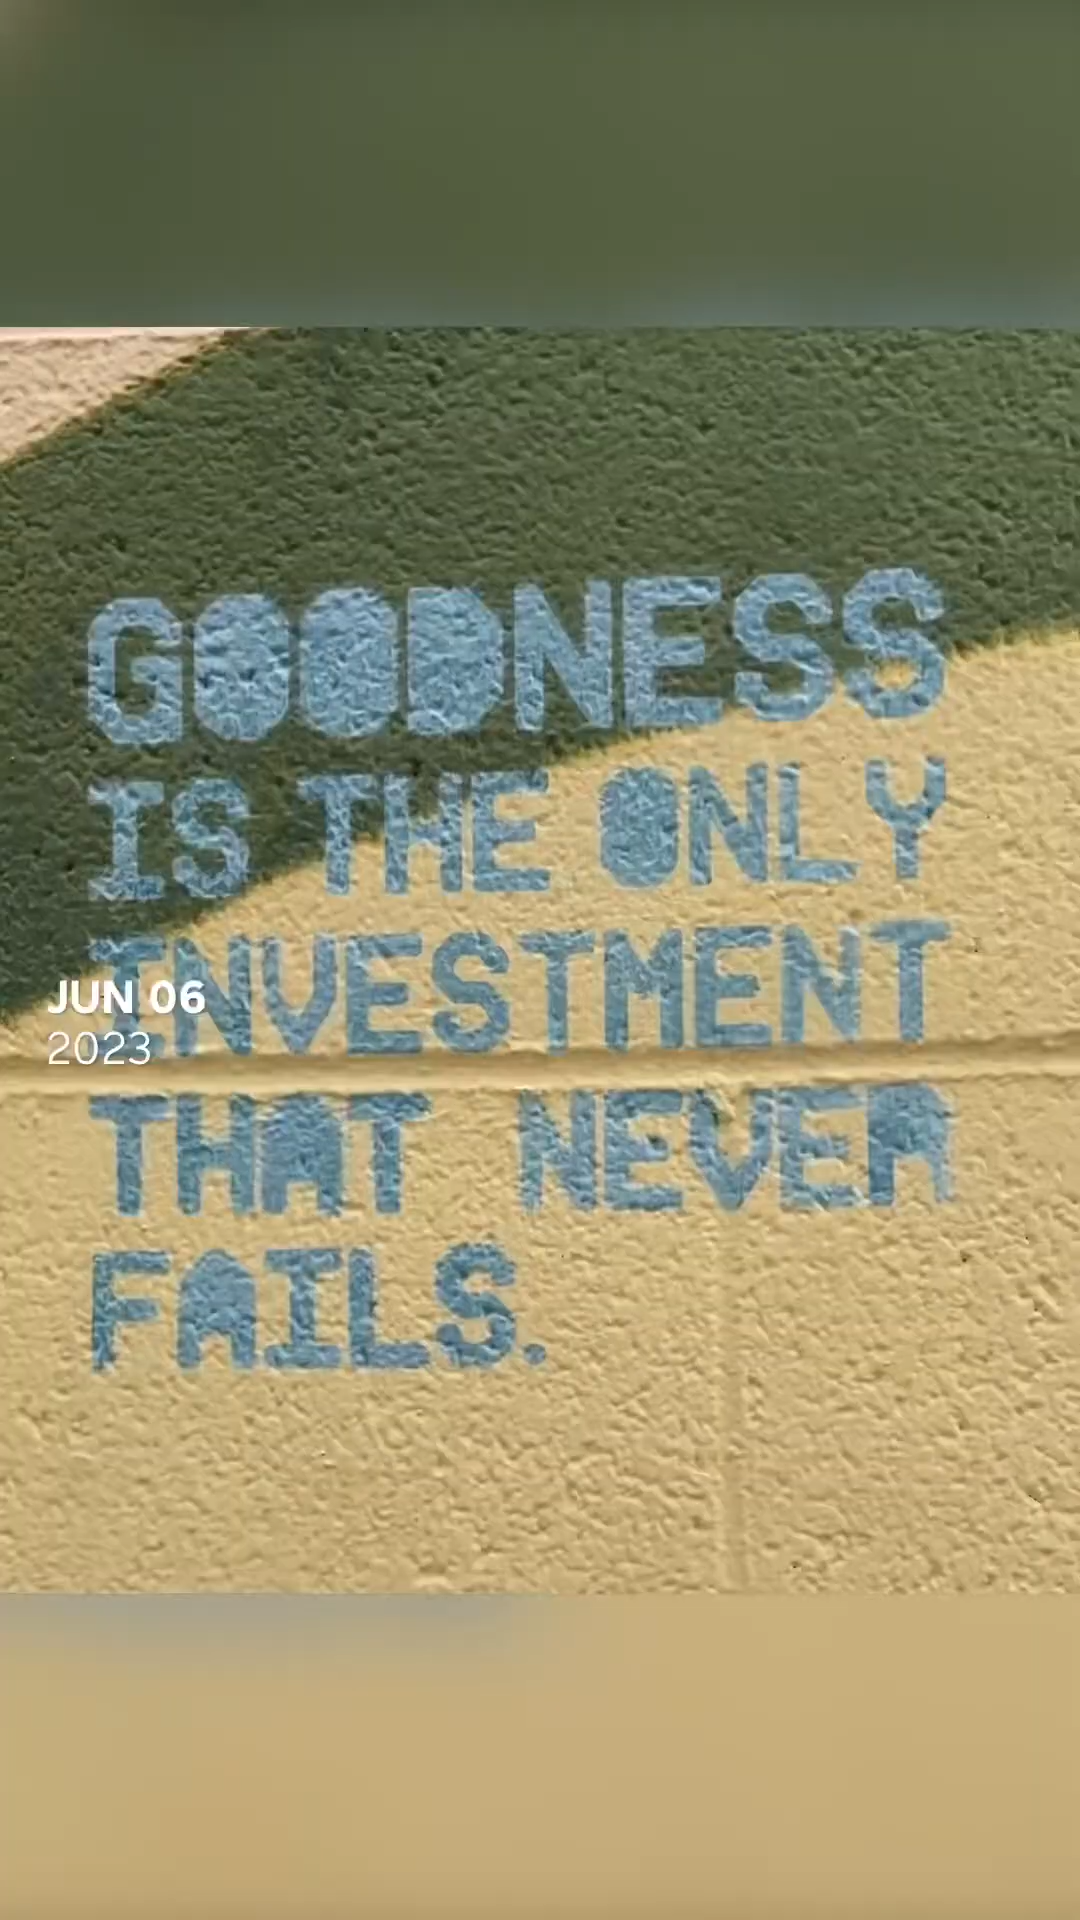 GOODNESS
IS THE ONLY
INVESTMENT
JUN 06
2023
THAT NEVER
FAILS.